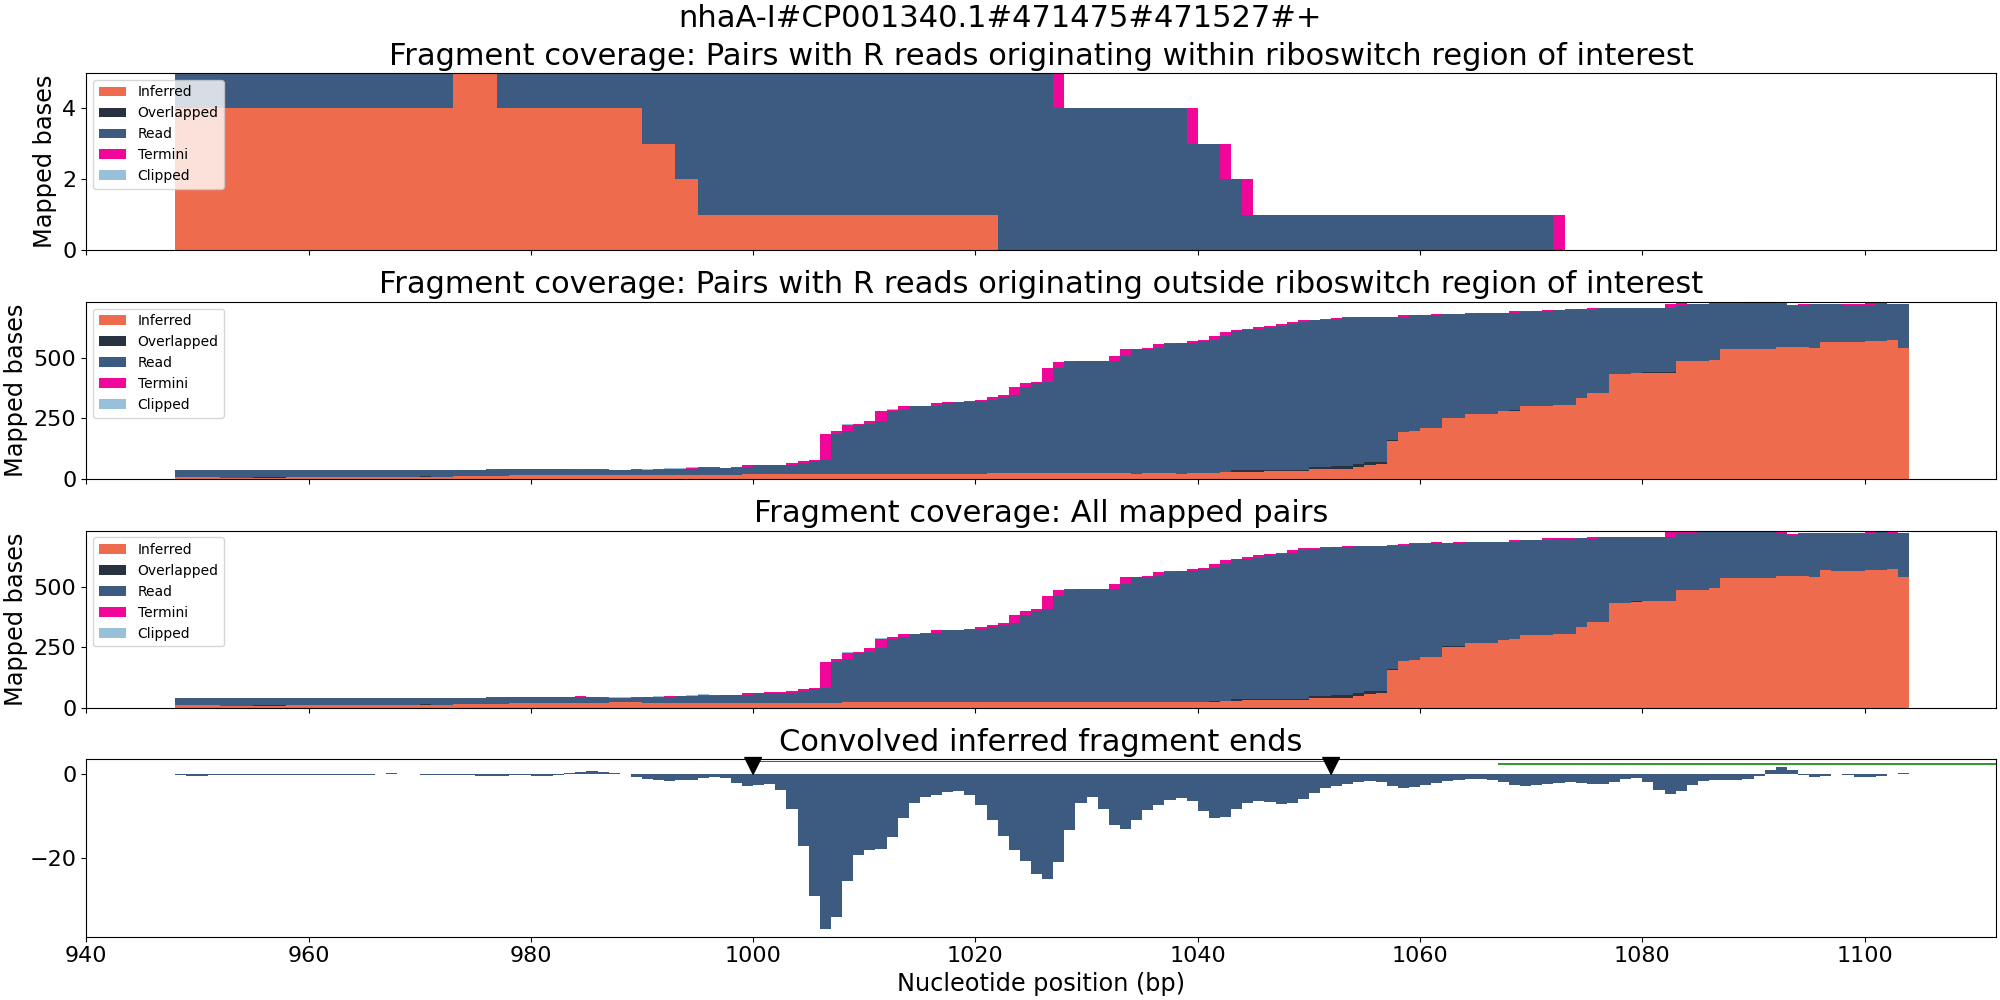 nhaA-I#CP001340.1#471475#471527#+
Fragment coverage: Pairs with R reads originating within riboswitch region of interest
Mapped bases
4
2
0
Inferred
Overlapped
Read
Termini
Clipped
Fragment coverage: Pairs with R reads originating outside riboswitch region of interest
Mapped bases
500
250
0
Inferred
Overlapped
Read
Termini
Clipped
Fragment coverage: All mapped pairs
Mapped bases
500
250
0
Inferred
Overlapped
Read
Termini
Clipped
Convolved inferred fragment ends
0
−20
940 960 980 1000 1020 1040 1060 1080 1100
Nucleotide position (bp)